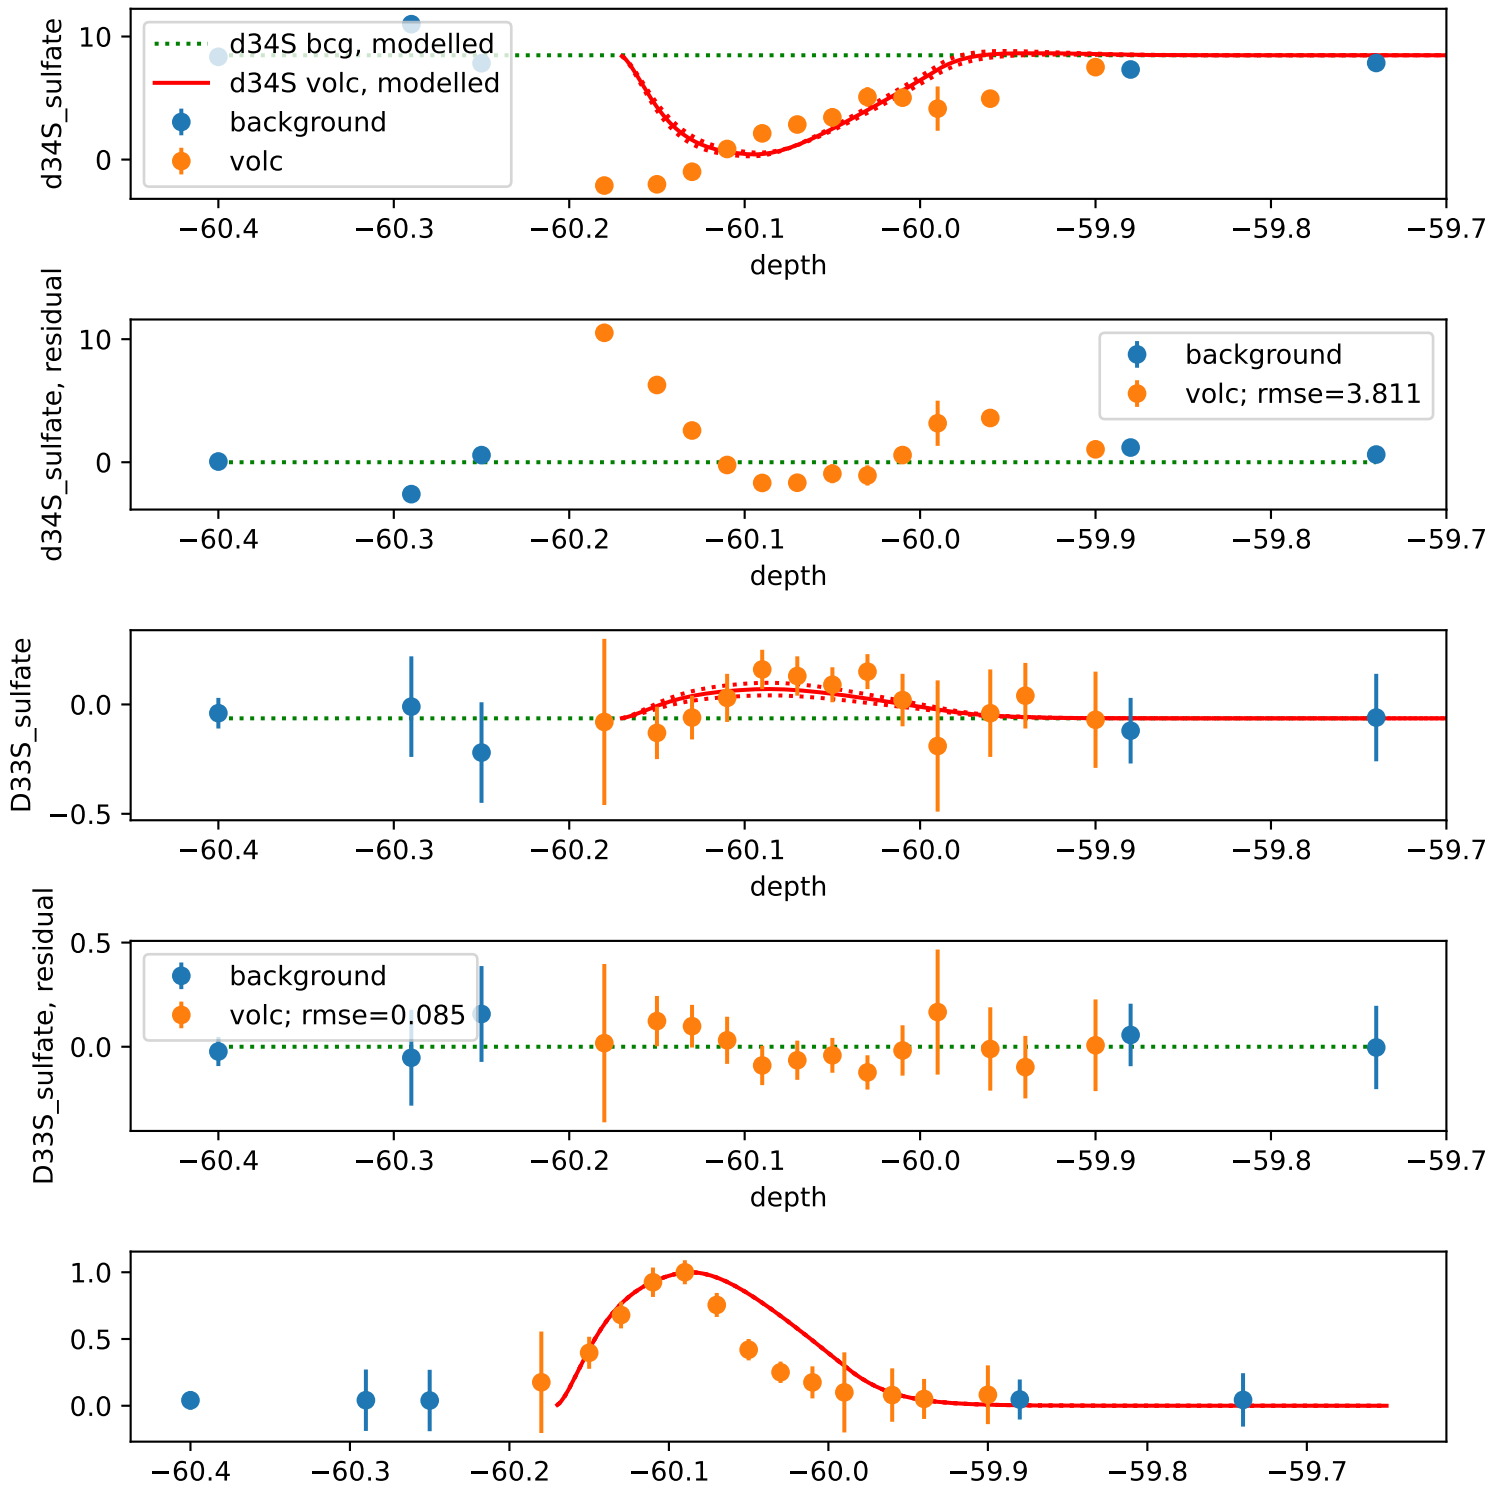 d34S_sulfate
10
0
d34S bcg, modelled
d34S volc, modelled
background
volc
−60.4 −60.3 −60.2 −60.1 −60.0 −59.9 −59.8 −59.7
depth
d34S_sulfate, residual
10
0
background
volc; rmse=3.811
−60.4 −60.3 −60.2 −60.1 −60.0 −59.9 −59.8 −59.7
depth
D33S_sulfate
0.0
−0.5
−60.4 −60.3 −60.2 −60.1 −60.0 −59.9 −59.8 −59.7
depth
D33S_sulfate, residual
0.5
0.0
background
volc; rmse=0.085
−60.4 −60.3 −60.2 −60.1 −60.0 −59.9 −59.8 −59.7
depth
1.0
0.5
0.0
−60.4 −60.3 −60.2 −60.1 −60.0 −59.9 −59.8 −59.7